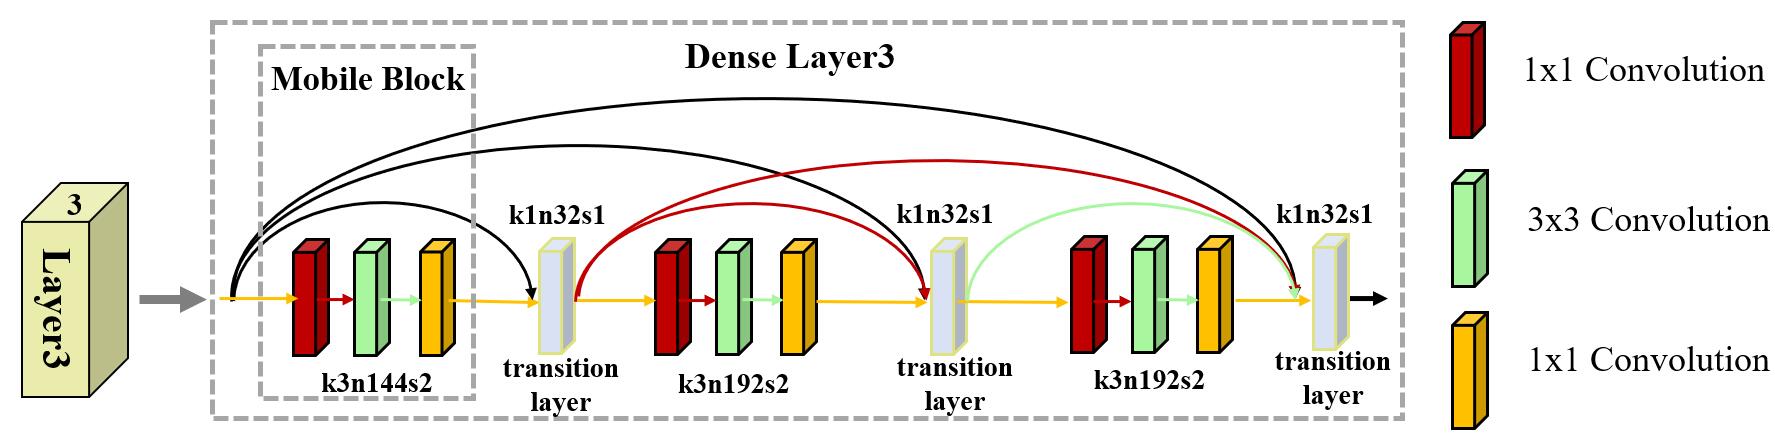 Dense Layer3
Mobile Block
3
Layer3
k1n32s1
k1n32s1
k1n32s1
k3n144s2
transition
layer
k3n192s2
transition
layer
k3n192s2
transition
layer
1x1 Convolution
3x3 Convolution
1x1 Convolution